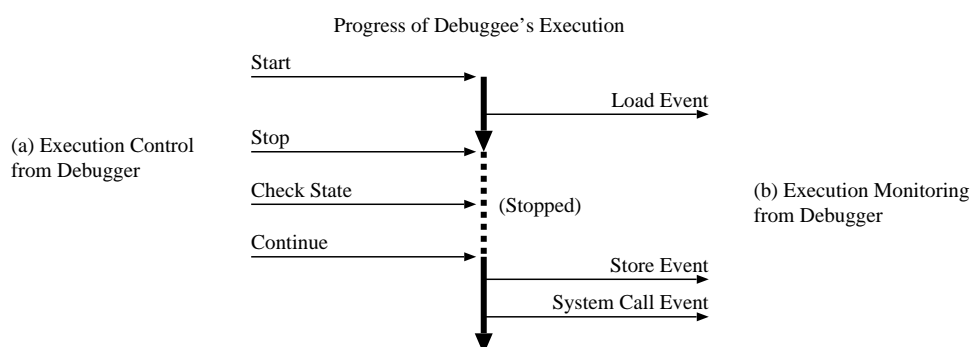 Progress of Debuggee’s Execution
Start
Load Event
(a) Execution Control
from Debugger
Stop
Check State
(Stopped)
(b) Execution Monitoring
from Debugger
Continue
Store Event
System Call Event